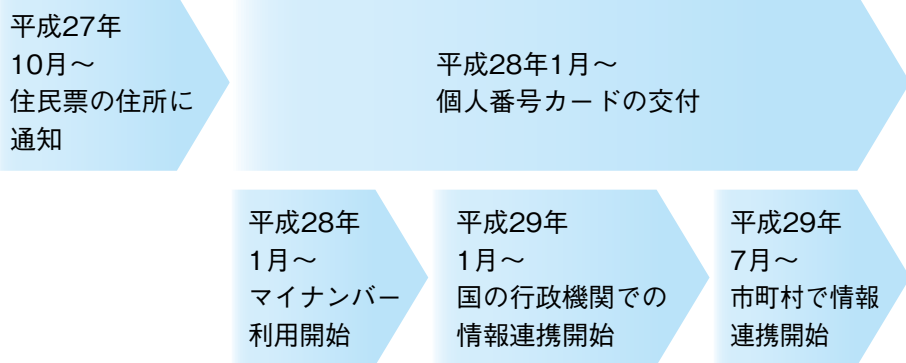 平成27年
10月～
住民票の住所に
通知
平成28年1月～
個人番号カードの交付
平成28年
1月～
マイナンバー
利用開始
平成29年
1月～
国の行政機関での
情報連携開始
平成29年
7月～
市町村で情報
連携開始